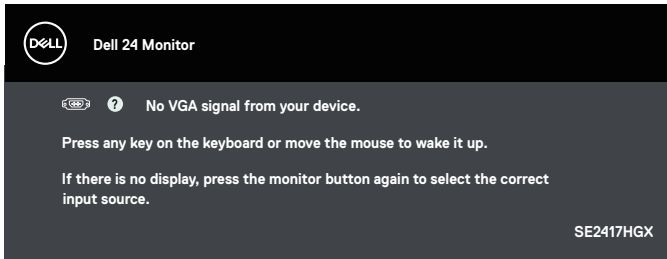 DELL
Dell 24 Monitor
? No VGA signal from your device.
Press any key on the keyboard or move the mouse to wake it up.
If there is no display, press the monitor button again to select the correct
input source.
SE2417HGX